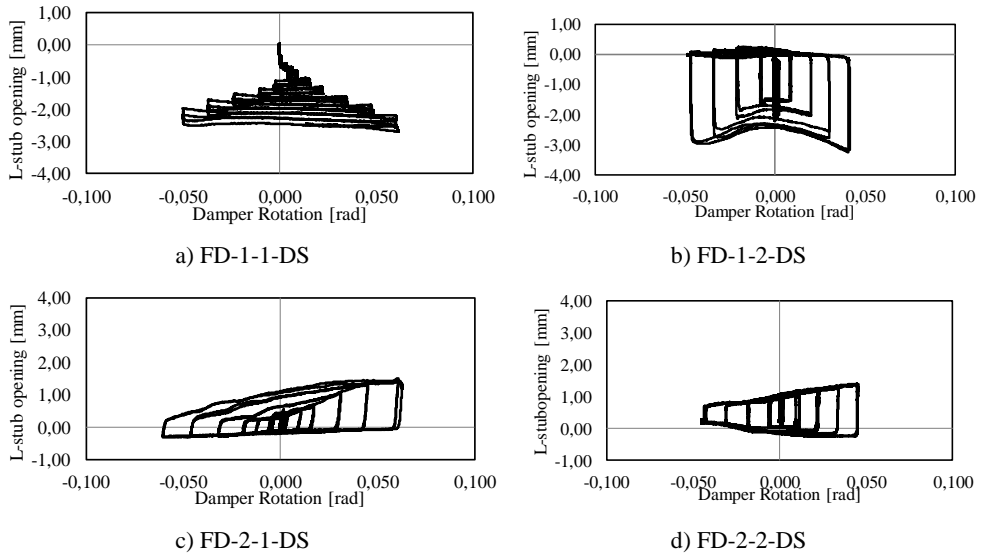 1,00
0,00
-1,00
-2,00
-3,00
-4,00
L-stub opening [mm]
-0,100 -0,050 0,000 0,050 0,100
Damper Rotation [rad]
a) FD-1-1-DS
1,00
0,00
-1,00
-2,00
-3,00
-4,00
L-stub opening [mm]
-0,100 -0,050 0,000 0,050 0,100
Damper Rotation [rad]
b) FD-1-2-DS
4,00
3,00
2,00
1,00
0,00
-1,00
L-stub opening [mm]
-0,100 -0,050 0,000 0,050 0,100
Damper Rotation [rad]
c) FD-2-1-DS
4,00
3,00
2,00
1,00
0,00
-1,00
L-stubopening [mm]
-0,100 -0,050 0,000 0,050 0,100
Damper Rotation [rad]
d) FD-2-2-DS